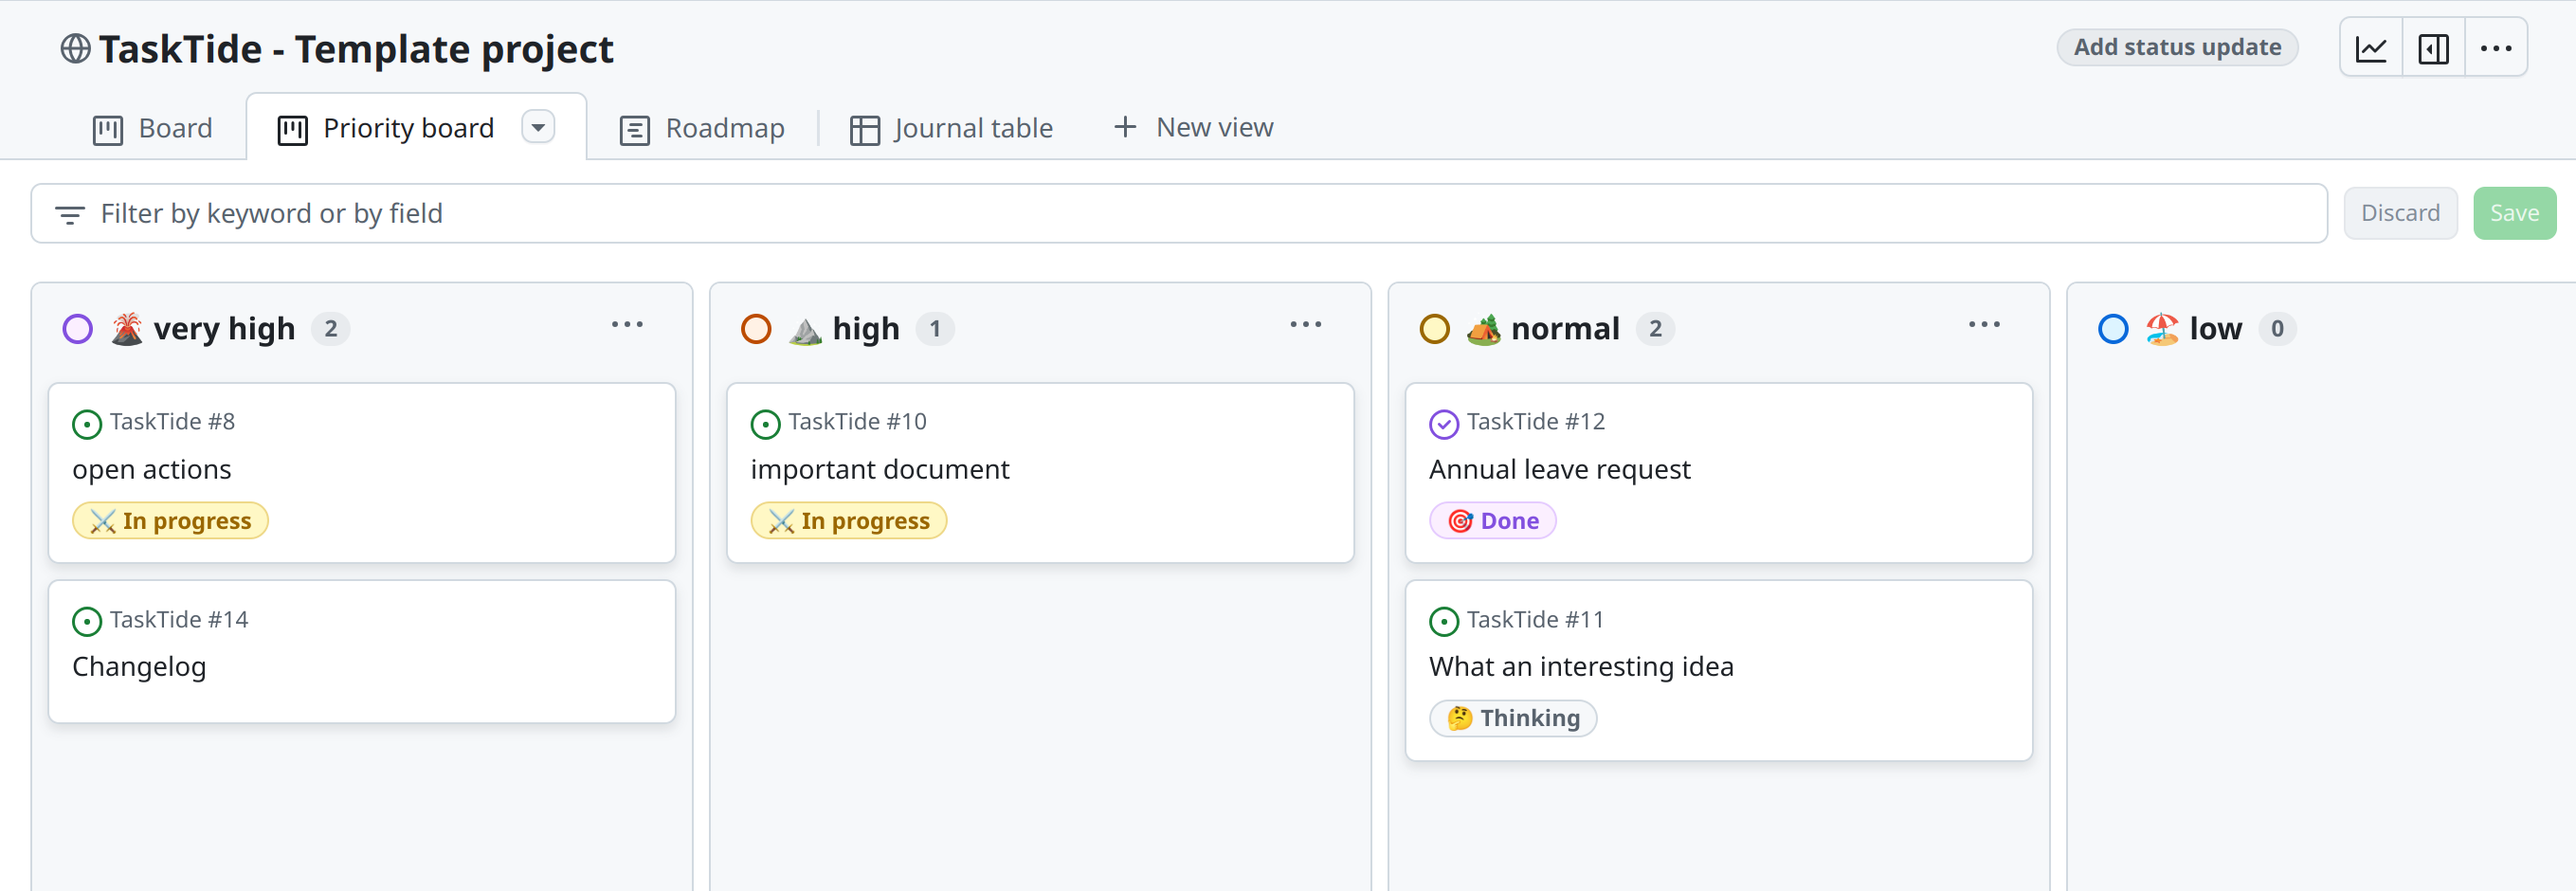 TaskTide - Template project
Add status update
Board
Priority board
Roadmap
Journal table
New view
Filter by keyword or by field
Discard
Save
very high 2
TaskTide #8
open actions
In progress
TaskTide #14
Changelog
high 1
TaskTide #10
important document
In progress
normal 2
TaskTide #12
Annual leave request
Done
TaskTide #11
What an interesting idea
Thinking
low 0